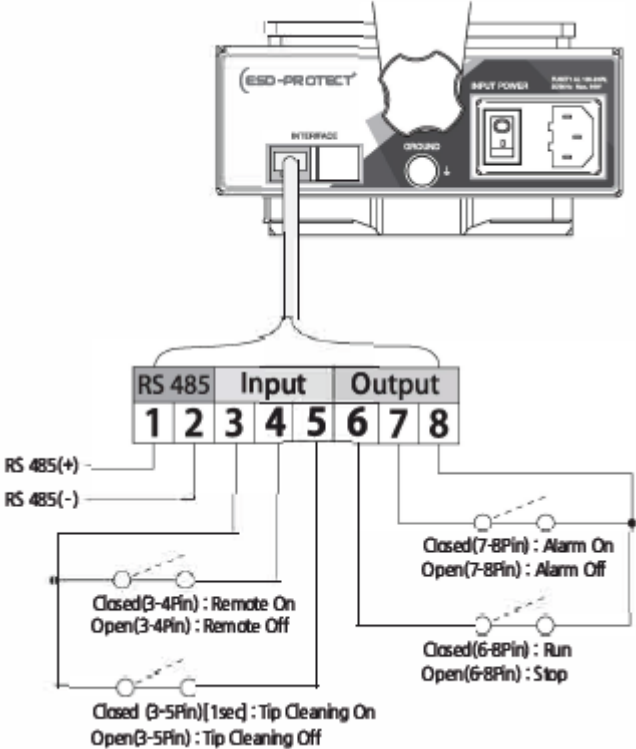 ESD-PROTECT
INPUT POWER
INTERFACE
GROUND
RS 485 Input Output
1 2 3 4 5 6 7 8
RS 485(+)
RS 485(-)
Closed(3-4Pin) : Remote On
Open(3-4Pin) : Remote Off
Closed (3-5Pin)[1sec] : Tip Cleaning On
Open(3-5Pin) : Tip Cleaning Off
Closed(7-8Pin) : Alarm On
Open(7-8Pin) : Alarm Off
Closed(6-8Pin) : Run
Open(6-8Pin) : Stop